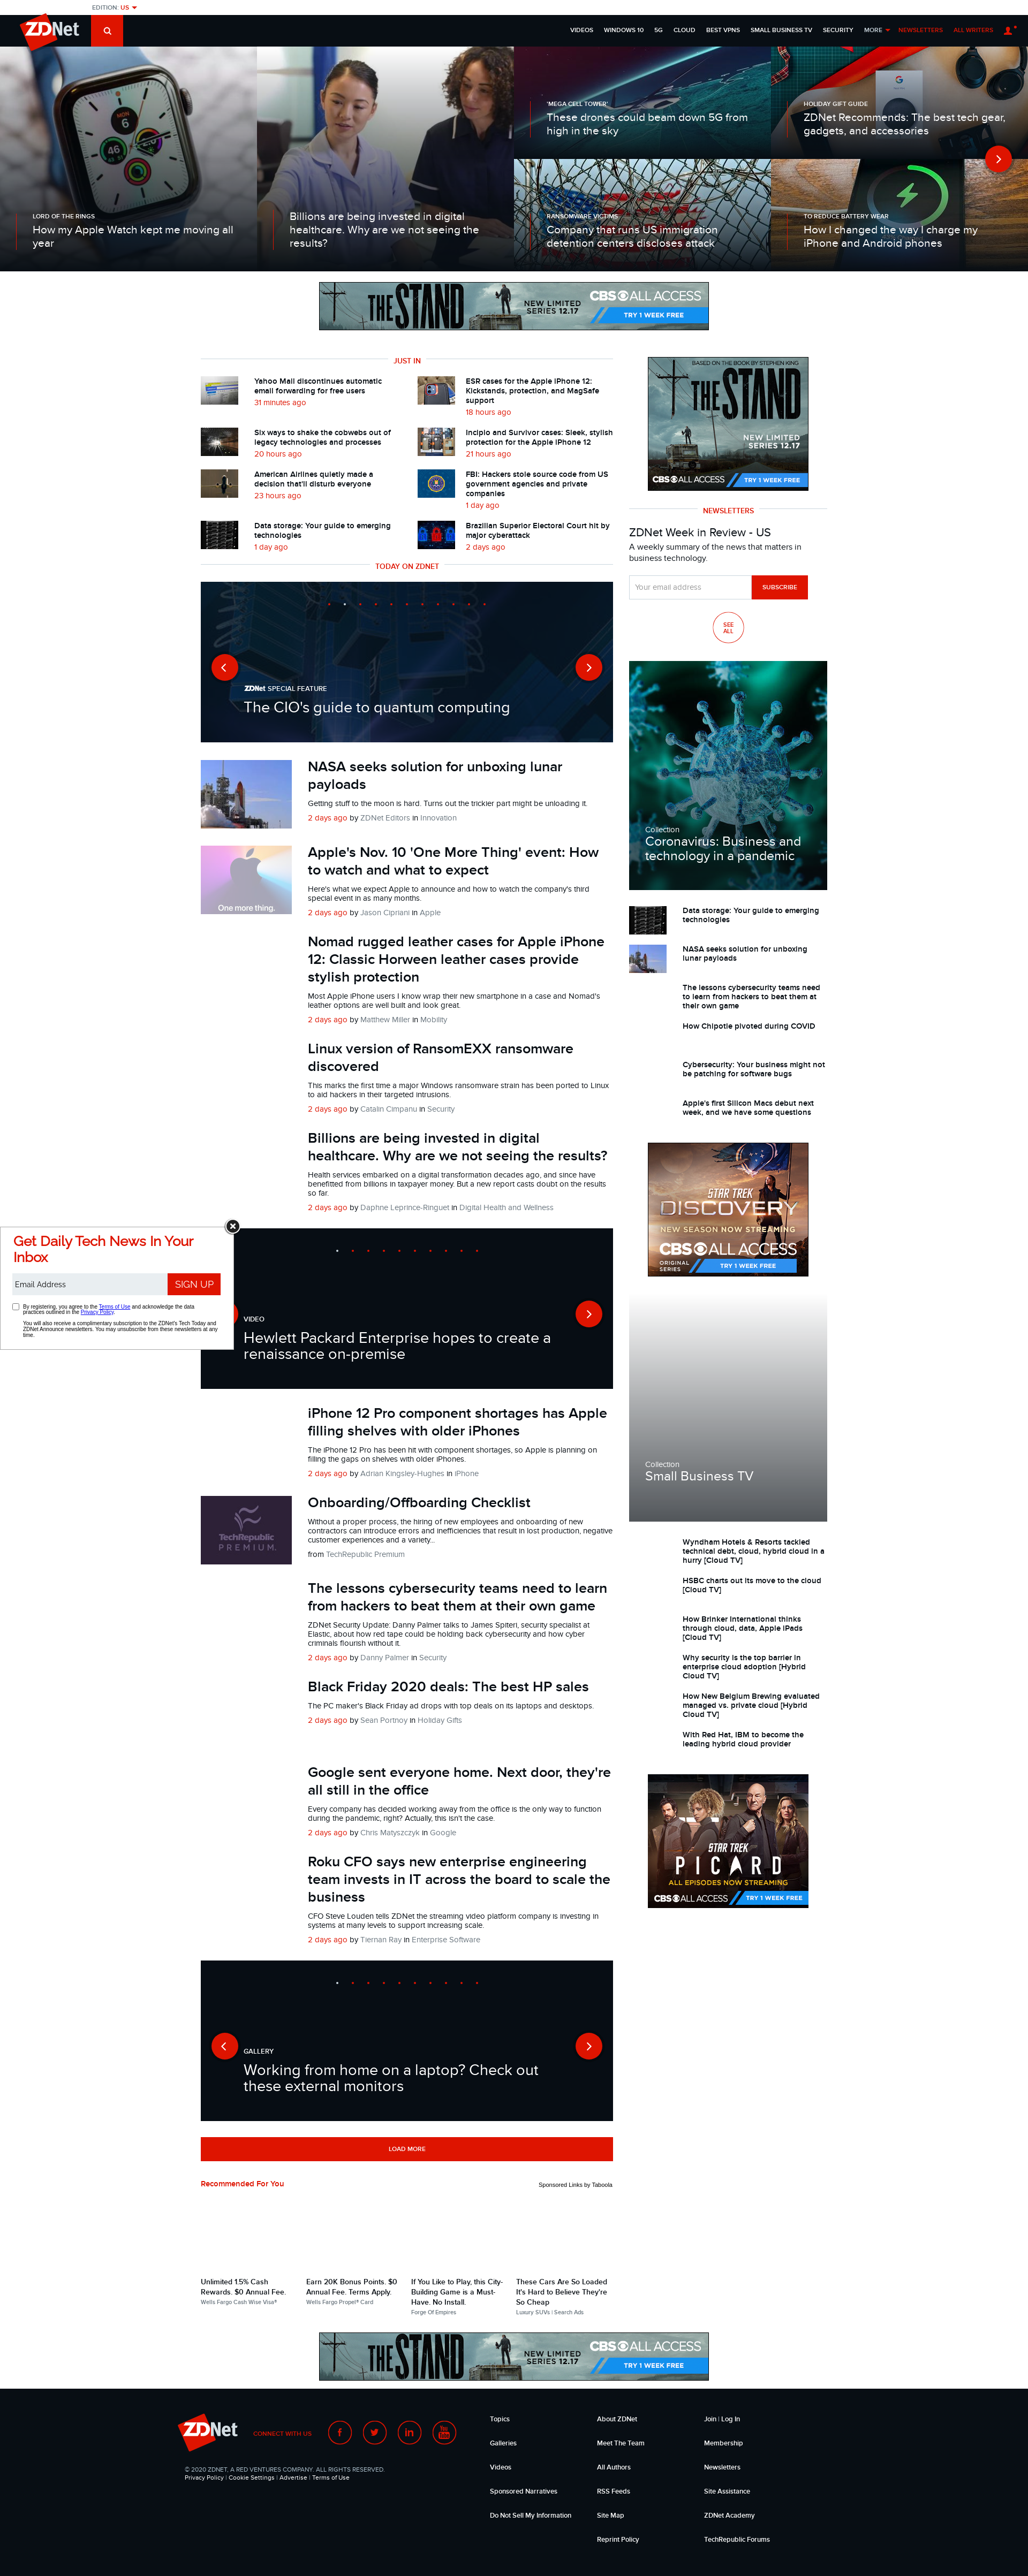 EDITION: US
ZDNet
VIDEOS
WINDOWS 10
5G
CLOUD
BEST VPNS
SMALL BUSINESS TV
SECURITY
MORE
NEWSLETTERS
ALL WRITERS
LORD OF THE RINGS
How my Apple Watch kept me moving all
year
Billions are being invested in digital
healthcare. Why are we not seeing the
results?
'MEGA CELL TOWER'
These drones could beam down 5G from
high in the sky
HOLIDAY GIFT GUIDE
ZDNet Recommends: The best tech gear,
gadgets, and accessories
RANSOMWARE VICTIMS
Company that runs US immigration
detention centers discloses attack
TO REDUCE BATTERY WEAR
How I changed the way I charge my
iPhone and Android phones
THE STAND
NEW LIMITED
SERIES 12.17
CBS ALL ACCESS
TRY 1 WEEK FREE
JUST IN
Yahoo Mail discontinues automatic
email forwarding for free users
31 minutes ago
ESR cases for the Apple iPhone 12:
Kickstands, protection, and MagSafe
support
18 hours ago
Six ways to shake the cobwebs out of
legacy technologies and processes
20 hours ago
Incipio and Survivor cases: Sleek, stylish
protection for the Apple iPhone 12
21 hours ago
American Airlines quietly made a
decision that'll disturb everyone
23 hours ago
FBI: Hackers stole source code from US
government agencies and private
companies
1 day ago
Data storage: Your guide to emerging
technologies
1 day ago
Brazilian Superior Electoral Court hit by
major cyberattack
2 days ago
BASED ON THE BOOK BY STEPHEN KING
THE STAND
NEW LIMITED
SERIES 12.17
CBS ALL ACCESS
TRY 1 WEEK FREE
NEWSLETTERS
ZDNet Week in Review - US
A weekly summary of the news that matters in
business technology.
Your email address
SUBSCRIBE
SEE
ALL
TODAY ON ZDNET
ZDNet SPECIAL FEATURE
The CIO's guide to quantum computing
NASA seeks solution for unboxing lunar
payloads
Getting stuff to the moon is hard. Turns out the trickier part might be unloading it.
2 days ago by ZDNet Editors in Innovation
One more thing.
Apple's Nov. 10 'One More Thing' event: How
to watch and what to expect
Here's what we expect Apple to announce and how to watch the company's third
special event in as many months.
2 days ago by Jason Cipriani in Apple
Nomad rugged leather cases for Apple iPhone
12: Classic Horween leather cases provide
stylish protection
Most Apple iPhone users I know wrap their new smartphone in a case and Nomad's
leather options are well built and look great.
2 days ago by Matthew Miller in Mobility
Linux version of RansomEXX ransomware
discovered
This marks the first time a major Windows ransomware strain has been ported to Linux
to aid hackers in their targeted intrusions.
2 days ago by Catalin Cimpanu in Security
Billions are being invested in digital
healthcare. Why are we not seeing the results?
Health services embarked on a digital transformation decades ago, and since have
benefitted from billions in taxpayer money. But a new report casts doubt on the results
so far.
2 days ago by Daphne Leprince-Ringuet in Digital Health and Wellness
Collection
Coronavirus: Business and
technology in a pandemic
Data storage: Your guide to emerging
technologies
NASA seeks solution for unboxing
lunar payloads
The lessons cybersecurity teams need
to learn from hackers to beat them at
their own game
How Chipotle pivoted during COVID
Cybersecurity: Your business might not
be patching for software bugs
Apple's first Silicon Macs debut next
week, and we have some questions
STAR TREK
DISCOVERY
NEW SEASON NOW STREAMING
CBS ALL ACCESS
ORIGINAL
SERIES
TRY 1 WEEK FREE
Get Daily Tech News In Your
Inbox
Email Address
SIGN UP
By registering, you agree to the Terms of Use and acknowledge the data
practices outlined in the Privacy Policy.
You will also receive a complimentary subscription to the ZDNet's Tech Today and
ZDNet Announce newsletters. You may unsubscribe from these newsletters at any
time.
VIDEO
Hewlett Packard Enterprise hopes to create a
renaissance on-premise
iPhone 12 Pro component shortages has Apple
filling shelves with older iPhones
The iPhone 12 Pro has been hit with component shortages, so Apple is planning on
filling the gaps on shelves with older iPhones.
2 days ago by Adrian Kingsley-Hughes in iPhone
TechRepublic
PREMIUM
Onboarding/Offboarding Checklist
Without a proper process, the hiring of new employees and onboarding of new
contractors can introduce errors and inefficiencies that result in lost production, negative
customer experiences and a variety...
from TechRepublic Premium
The lessons cybersecurity teams need to learn
from hackers to beat them at their own game
ZDNet Security Update: Danny Palmer talks to James Spiteri, security specialist at
Elastic, about how red tape could be holding back cybersecurity and how cyber
criminals flourish without it.
2 days ago by Danny Palmer in Security
Black Friday 2020 deals: The best HP sales
The PC maker's Black Friday ad drops with top deals on its laptops and desktops.
2 days ago by Sean Portnoy in Holiday Gifts
Google sent everyone home. Next door, they're
all still in the office
Every company has decided working away from the office is the only way to function
during the pandemic, right? Actually, this isn't the case.
2 days ago by Chris Matyszczyk in Google
Roku CFO says new enterprise engineering
team invests in IT across the board to scale the
business
CFO Steve Louden tells ZDNet the streaming video platform company is investing in
systems at many levels to support increasing scale.
2 days ago by Tiernan Ray in Enterprise Software
Collection
Small Business TV
Wyndham Hotels & Resorts tackled
technical debt, cloud, hybrid cloud in a
hurry [Cloud TV]
HSBC charts out its move to the cloud
[Cloud TV]
How Brinker International thinks
through cloud, data, Apple iPads
[Cloud TV]
Why security is the top barrier in
enterprise cloud adoption [Hybrid
Cloud TV]
How New Belgium Brewing evaluated
managed vs. private cloud [Hybrid
Cloud TV]
With Red Hat, IBM to become the
leading hybrid cloud provider
STAR TREK
PICARD
ALL EPISODES NOW STREAMING
CBS ALL ACCESS
TRY 1 WEEK FREE
GALLERY
Working from home on a laptop? Check out
these external monitors
LOAD MORE
Recommended For You
Sponsored Links by Taboola
Unlimited 1.5% Cash
Rewards. $0 Annual Fee.
Wells Fargo Cash Wise Visa®
Earn 20K Bonus Points. $0
Annual Fee. Terms Apply.
Wells Fargo Propel® Card
If You Like to Play, this City-
Building Game is a Must-
Have. No Install.
Forge Of Empires
These Cars Are So Loaded
It's Hard to Believe They're
So Cheap
Luxury SUVs | Search Ads
THE STAND
NEW LIMITED
SERIES 12.17
CBS ALL ACCESS
TRY 1 WEEK FREE
ZDNet
CONNECT WITH US
© 2020 ZDNET, A RED VENTURES COMPANY. ALL RIGHTS RESERVED.
Privacy Policy | Cookie Settings | Advertise | Terms of Use
Topics
Galleries
Videos
Sponsored Narratives
Do Not Sell My Information
About ZDNet
Meet The Team
All Authors
RSS Feeds
Site Map
Reprint Policy
Join | Log In
Membership
Newsletters
Site Assistance
ZDNet Academy
TechRepublic Forums